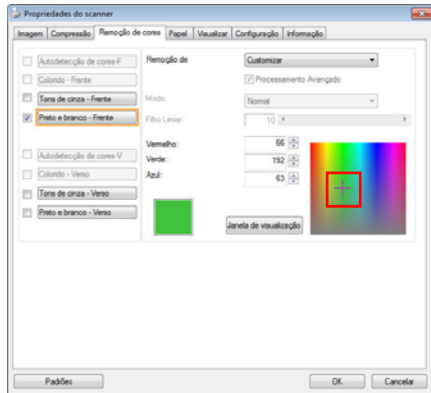 Propriedades do scanner
Imagem Compressão Remoção de cores Papel Visualizar Configuração Informação
Autodetecção de cores-F
Colorido - Frente
Tons de cinza - Frente
Preto e branco - Frente
Autodetecção de cores-V
Colorido - Verso
Tons de cinza - Verso
Preto e branco - Verso
Remoção de Customizar
Processamento Avançado
Modo: Normal
Filtro Limiar: 10
Vermelho: 66
Verde: 192
Azul: 63
Janela de visualização
Padrões OK Cancelar